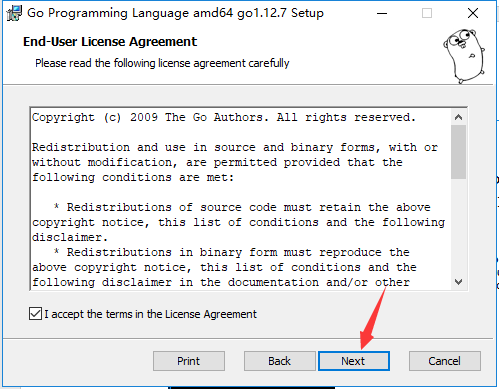 Go Programming Language amd64 go1.12.7 Setup
End-User License Agreement
Please read the following license agreement carefully
Copyright (c) 2009 The Go Authors. All rights reserved.
Redistribution and use in source and binary forms, with or
without modification, are permitted provided that the
following conditions are met:
* Redistributions of source code must retain the above
copyright notice, this list of conditions and the following
disclaimer.
* Redistributions in binary form must reproduce the
above copyright notice, this list of conditions and the
following disclaimer in the documentation and/or other
I accept the terms in the License Agreement
Print Back Next Cancel